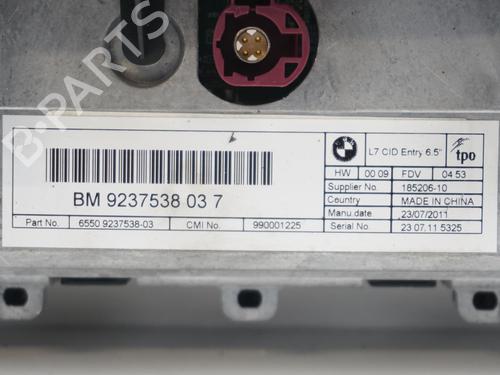 B-PARTS
BM 9237538 03 7
Part No. 6550 9237538-03 CMI No. 990001225
BMW L7 CID Entry 6.5" tpo
HW 00 09 FDV 04 53
Supplier No. 185206-10
Country MADE IN CHINA
Manu.date 23/07/2011
Serial No. 23 07.11 5325